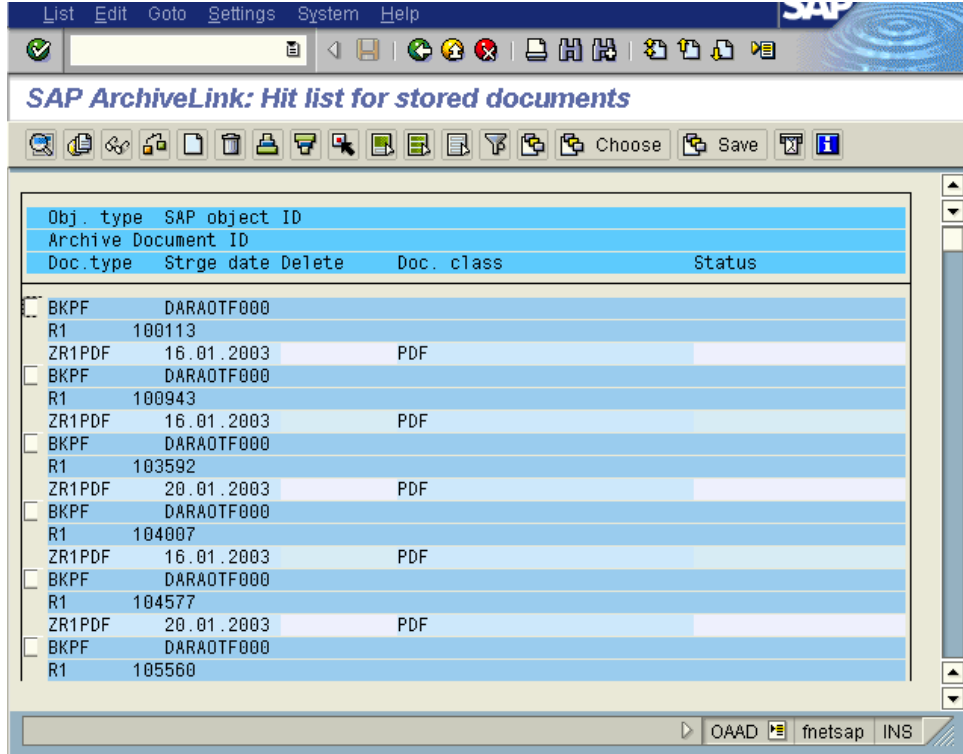 List Edit Goto Settings System Help
SAP
SAP ArchiveLink: Hit list for stored documents
Choose Save
Obj. type SAP object ID
Archive Document ID
Doc.type Strge date Delete Doc. class Status
BKPF DARAOTF000
R1 100113
ZR1PDF 16.01.2003 PDF
BKPF DARAOTF000
R1 100943
ZR1PDF 16.01.2003 PDF
BKPF DARAOTF000
R1 103592
ZR1PDF 20.01.2003 PDF
BKPF DARAOTF000
R1 104007
ZR1PDF 16.01.2003 PDF
BKPF DARAOTF000
R1 104577
ZR1PDF 20.01.2003 PDF
BKPF DARAOTF000
R1 105560
OAAD fnetsap INS